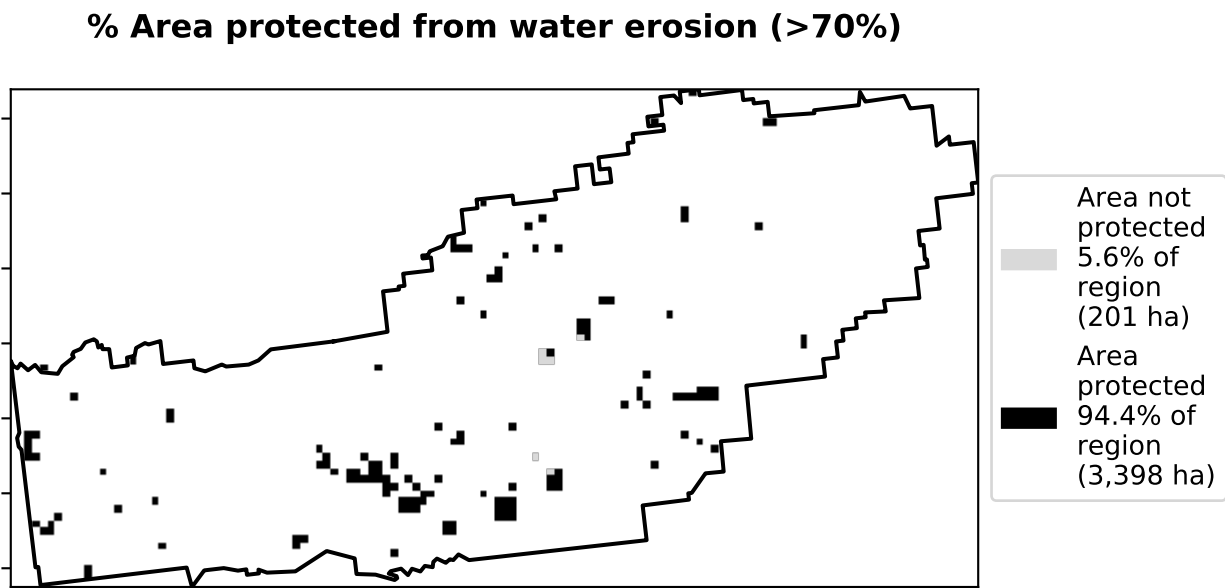 % Area protected from water erosion (>70%)
Area not
protected
5.6% of
region
(201 ha)
Area
protected
94.4% of
region
(3,398 ha)